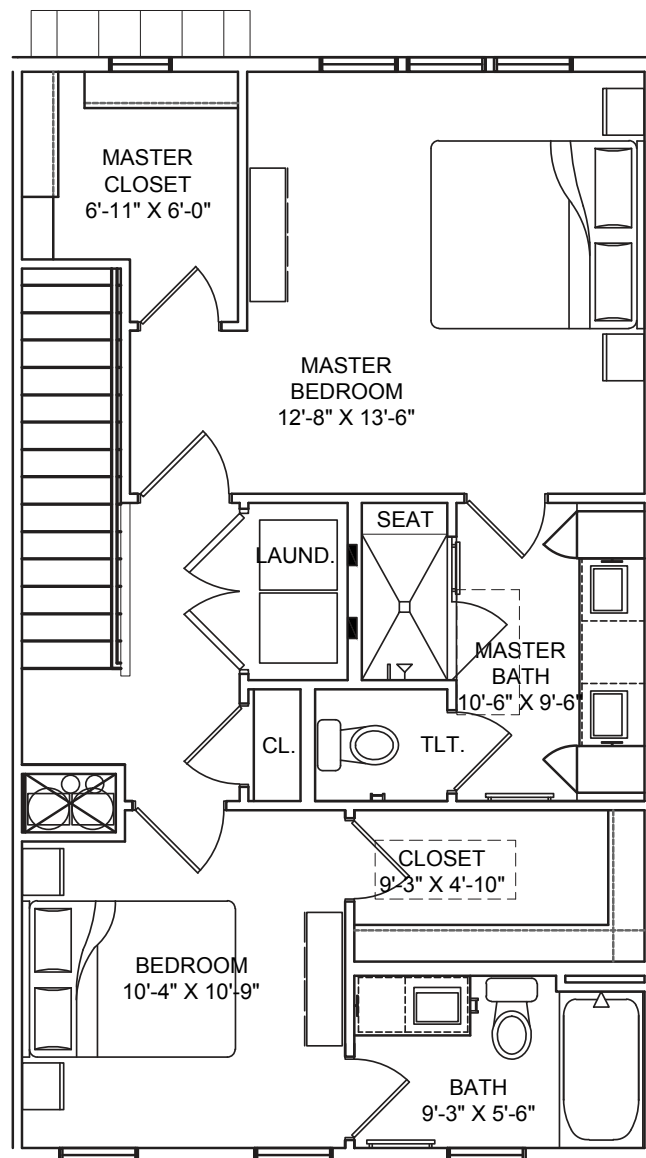 MASTER
CLOSET
6'-11" X 6'-0"
MASTER
BEDROOM
12'-8" X 13'-6"
SEAT
LAUND.
MASTER
BATH
10'-6" X 9'-6"
CL.
TLT.
CLOSET
9'-3" X 4'-10"
BEDROOM
10'-4" X 10'-9"
BATH
9'-3" X 5'-6"